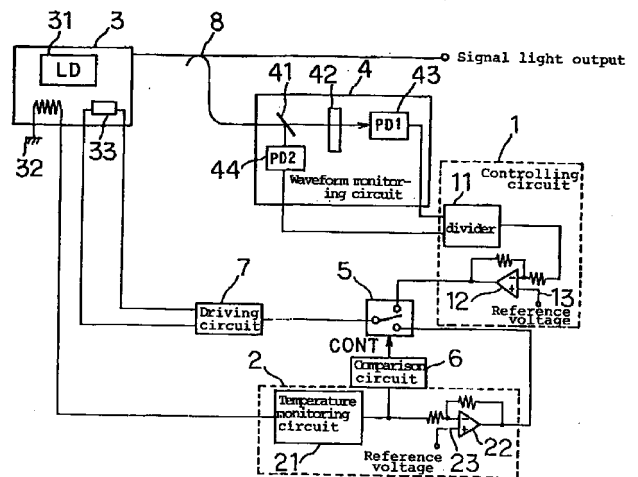 31
3
8
LD
Signal light output
41
42
4
43
PD1
32
33
44
PD2
Waveform monitor-
ing circuit
1
Controlling
circuit
11
divider
7
5
12
13
Reference
voltage
Driving
circuit
CONT
6
2
Comparison
circuit
Temperature
monitoring
circuit
21
Reference
voltage
23
22